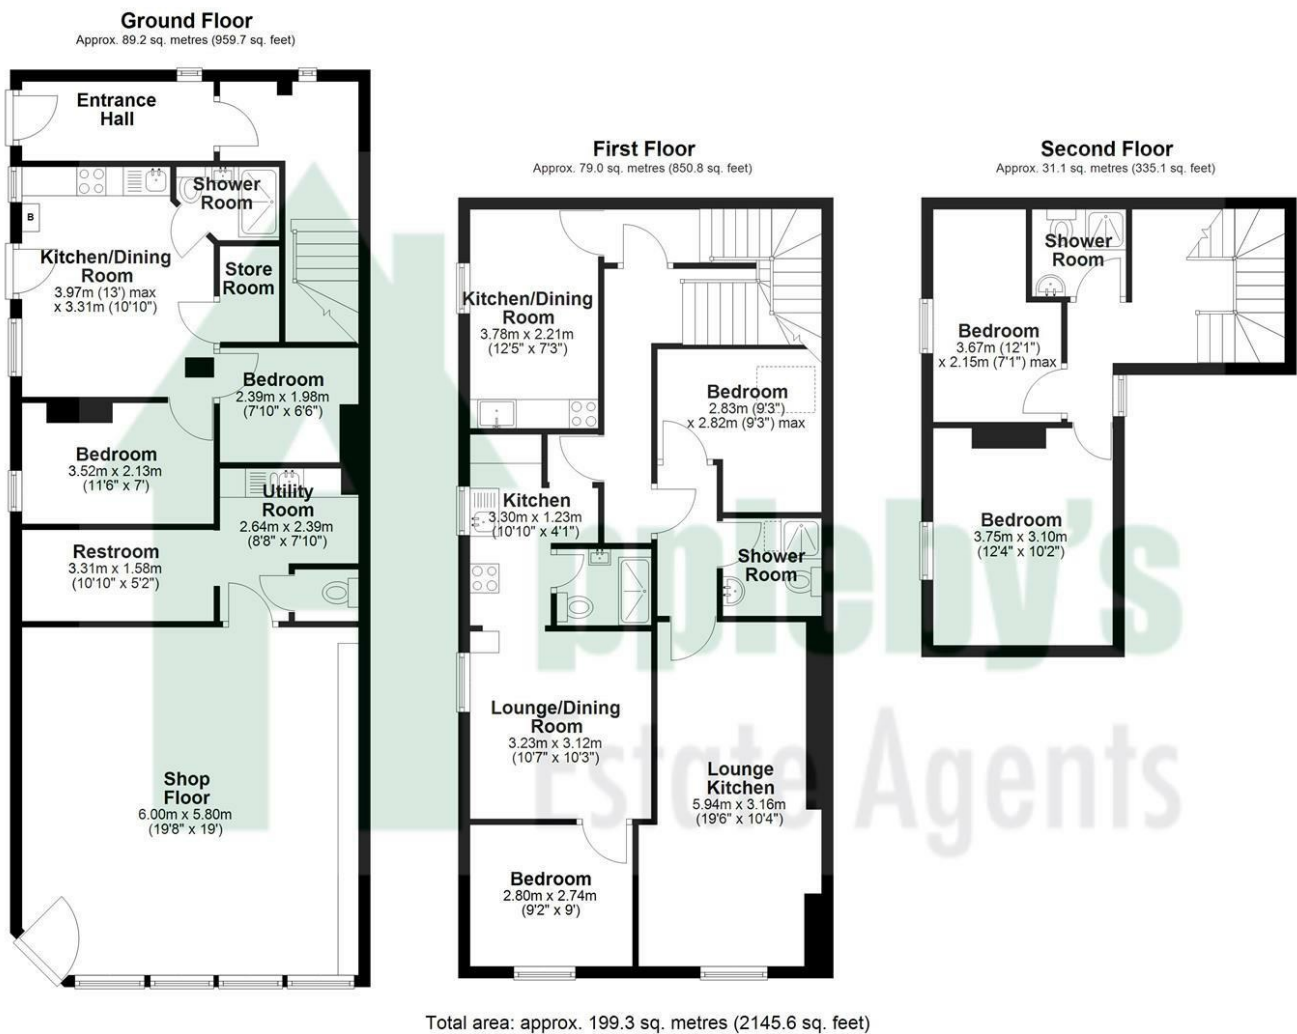 Ground Floor
Approx. 89.2 sq. metres (959.7 sq. feet)
Entrance
Hall
Shower
Room
B
Kitchen/Dining
Room
3.97m (13') max
x 3.31m (10'10")
Store
Room
Bedroom
2.39m x 1.98m
(7'10" x 6'6")
Bedroom
3.52m x 2.13m
(11'6" x 7')
Utility
Room
2.64m x 2.39m
(8'8" x 7'10")
Restroom
3.31m x 1.58m
(10'10" x 5'2")
Shop
Floor
6.00m x 5.80m
(19'8" x 19')
First Floor
Approx. 79.0 sq. metres (850.8 sq. feet)
Kitchen/Dining
Room
3.78m x 2.21m
(12'5" x 7'3")
Bedroom
2.83m (9'3")
x 2.82m (9'3") max
Kitchen
3.30m x 1.23m
(10'10" x 4'1")
Shower
Room
Lounge/Dining
Room
3.23m x 3.12m
(10'7" x 10'3")
Lounge
Kitchen
5.94m x 3.16m
(19'6" x 10'4")
Bedroom
2.80m x 2.74m
(9'2" x 9')
Second Floor
Approx. 31.1 sq. metres (335.1 sq. feet)
Shower
Room
Bedroom
3.67m (12'1")
x 2.15m (7'1") max
Bedroom
3.75m x 3.10m
(12'4" x 10'2")
Appleby's
Estate Agents
Total area: approx. 199.3 sq. metres (2145.6 sq. feet)